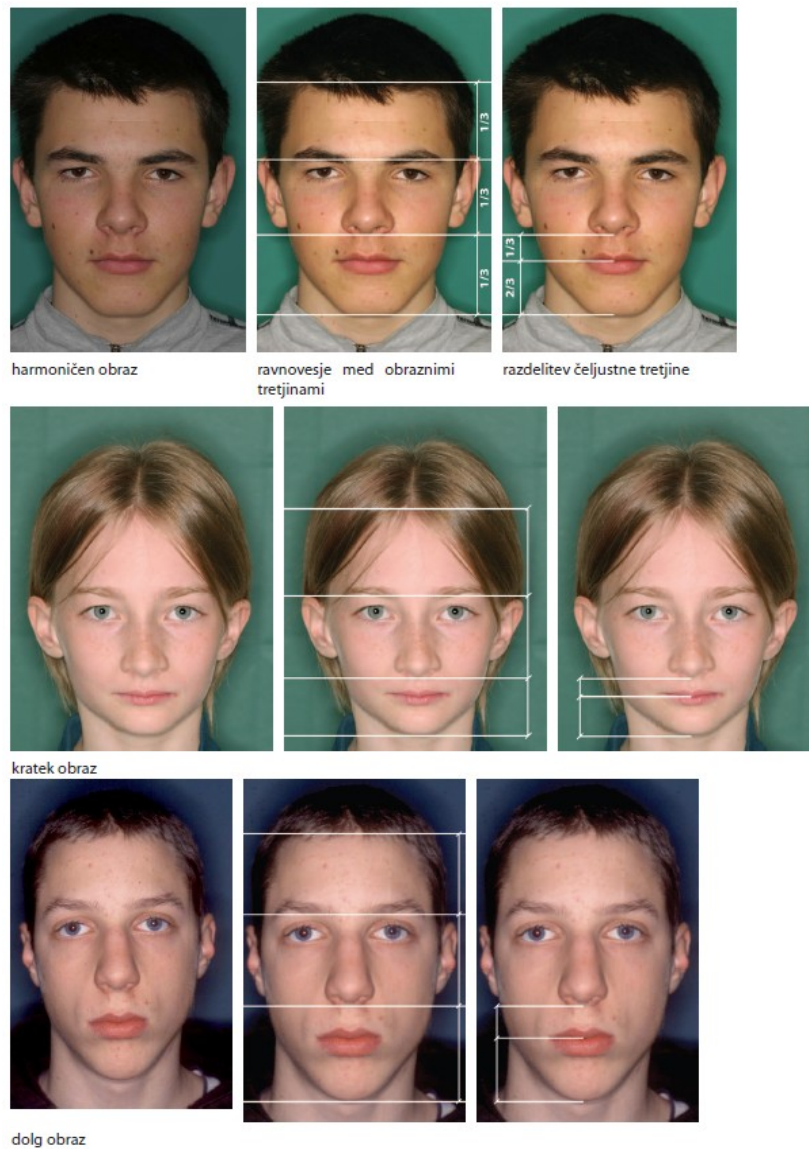 1/3
1/3
1/3
1/3
2/3
harmoničen obraz
ravnovesje med obraznimi
tretjinami
razdelitev čeljustne tretjine
kratek obraz
dolg obraz